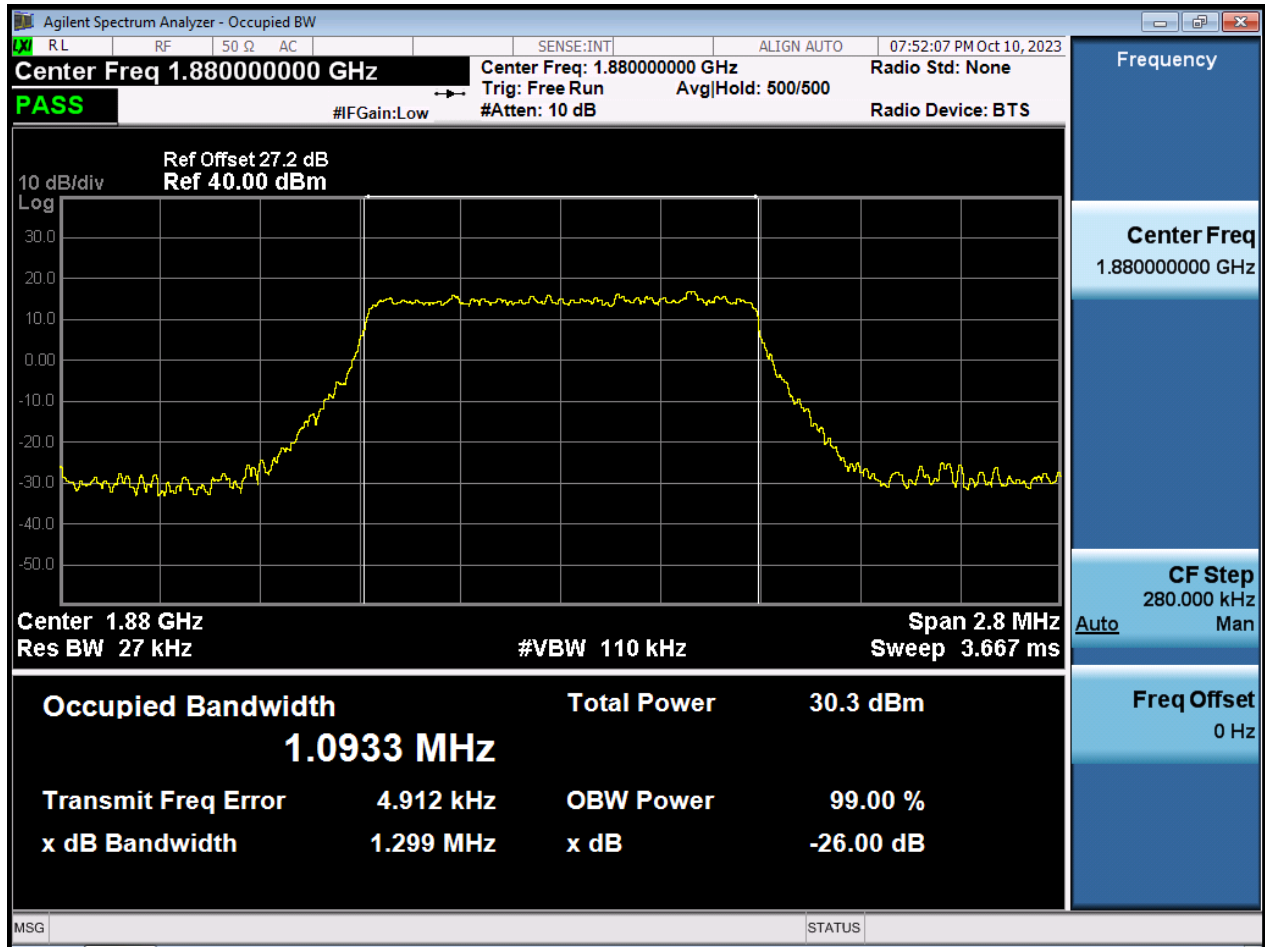 Agilent Spectrum Analyzer - Occupied BW
LXI RL RF 50 Ω AC SENSE:INT ALIGN AUTO 07:52:07 PM Oct 10, 2023
Center Freq 1.880000000 GHz
PASS
#IFGain:Low
Center Freq: 1.880000000 GHz
Trig: Free Run Avg|Hold: 500/500
#Atten: 10 dB
Radio Std: None
Radio Device: BTS
Ref Offset 27.2 dB
10 dB/div Ref 40.00 dBm
Log
30.0
20.0
10.0
0.00
-10.0
-20.0
-30.0
-40.0
-50.0
Center 1.88 GHz Span 2.8 MHz
Res BW 27 kHz #VBW 110 kHz Sweep 3.667 ms
Occupied Bandwidth Total Power 30.3 dBm
1.0933 MHz
Transmit Freq Error 4.912 kHz OBW Power 99.00 %
x dB Bandwidth 1.299 MHz x dB -26.00 dB
MSG STATUS
Frequency
Center Freq
1.880000000 GHz
CF Step
280.000 kHz
Auto Man
Freq Offset
0 Hz